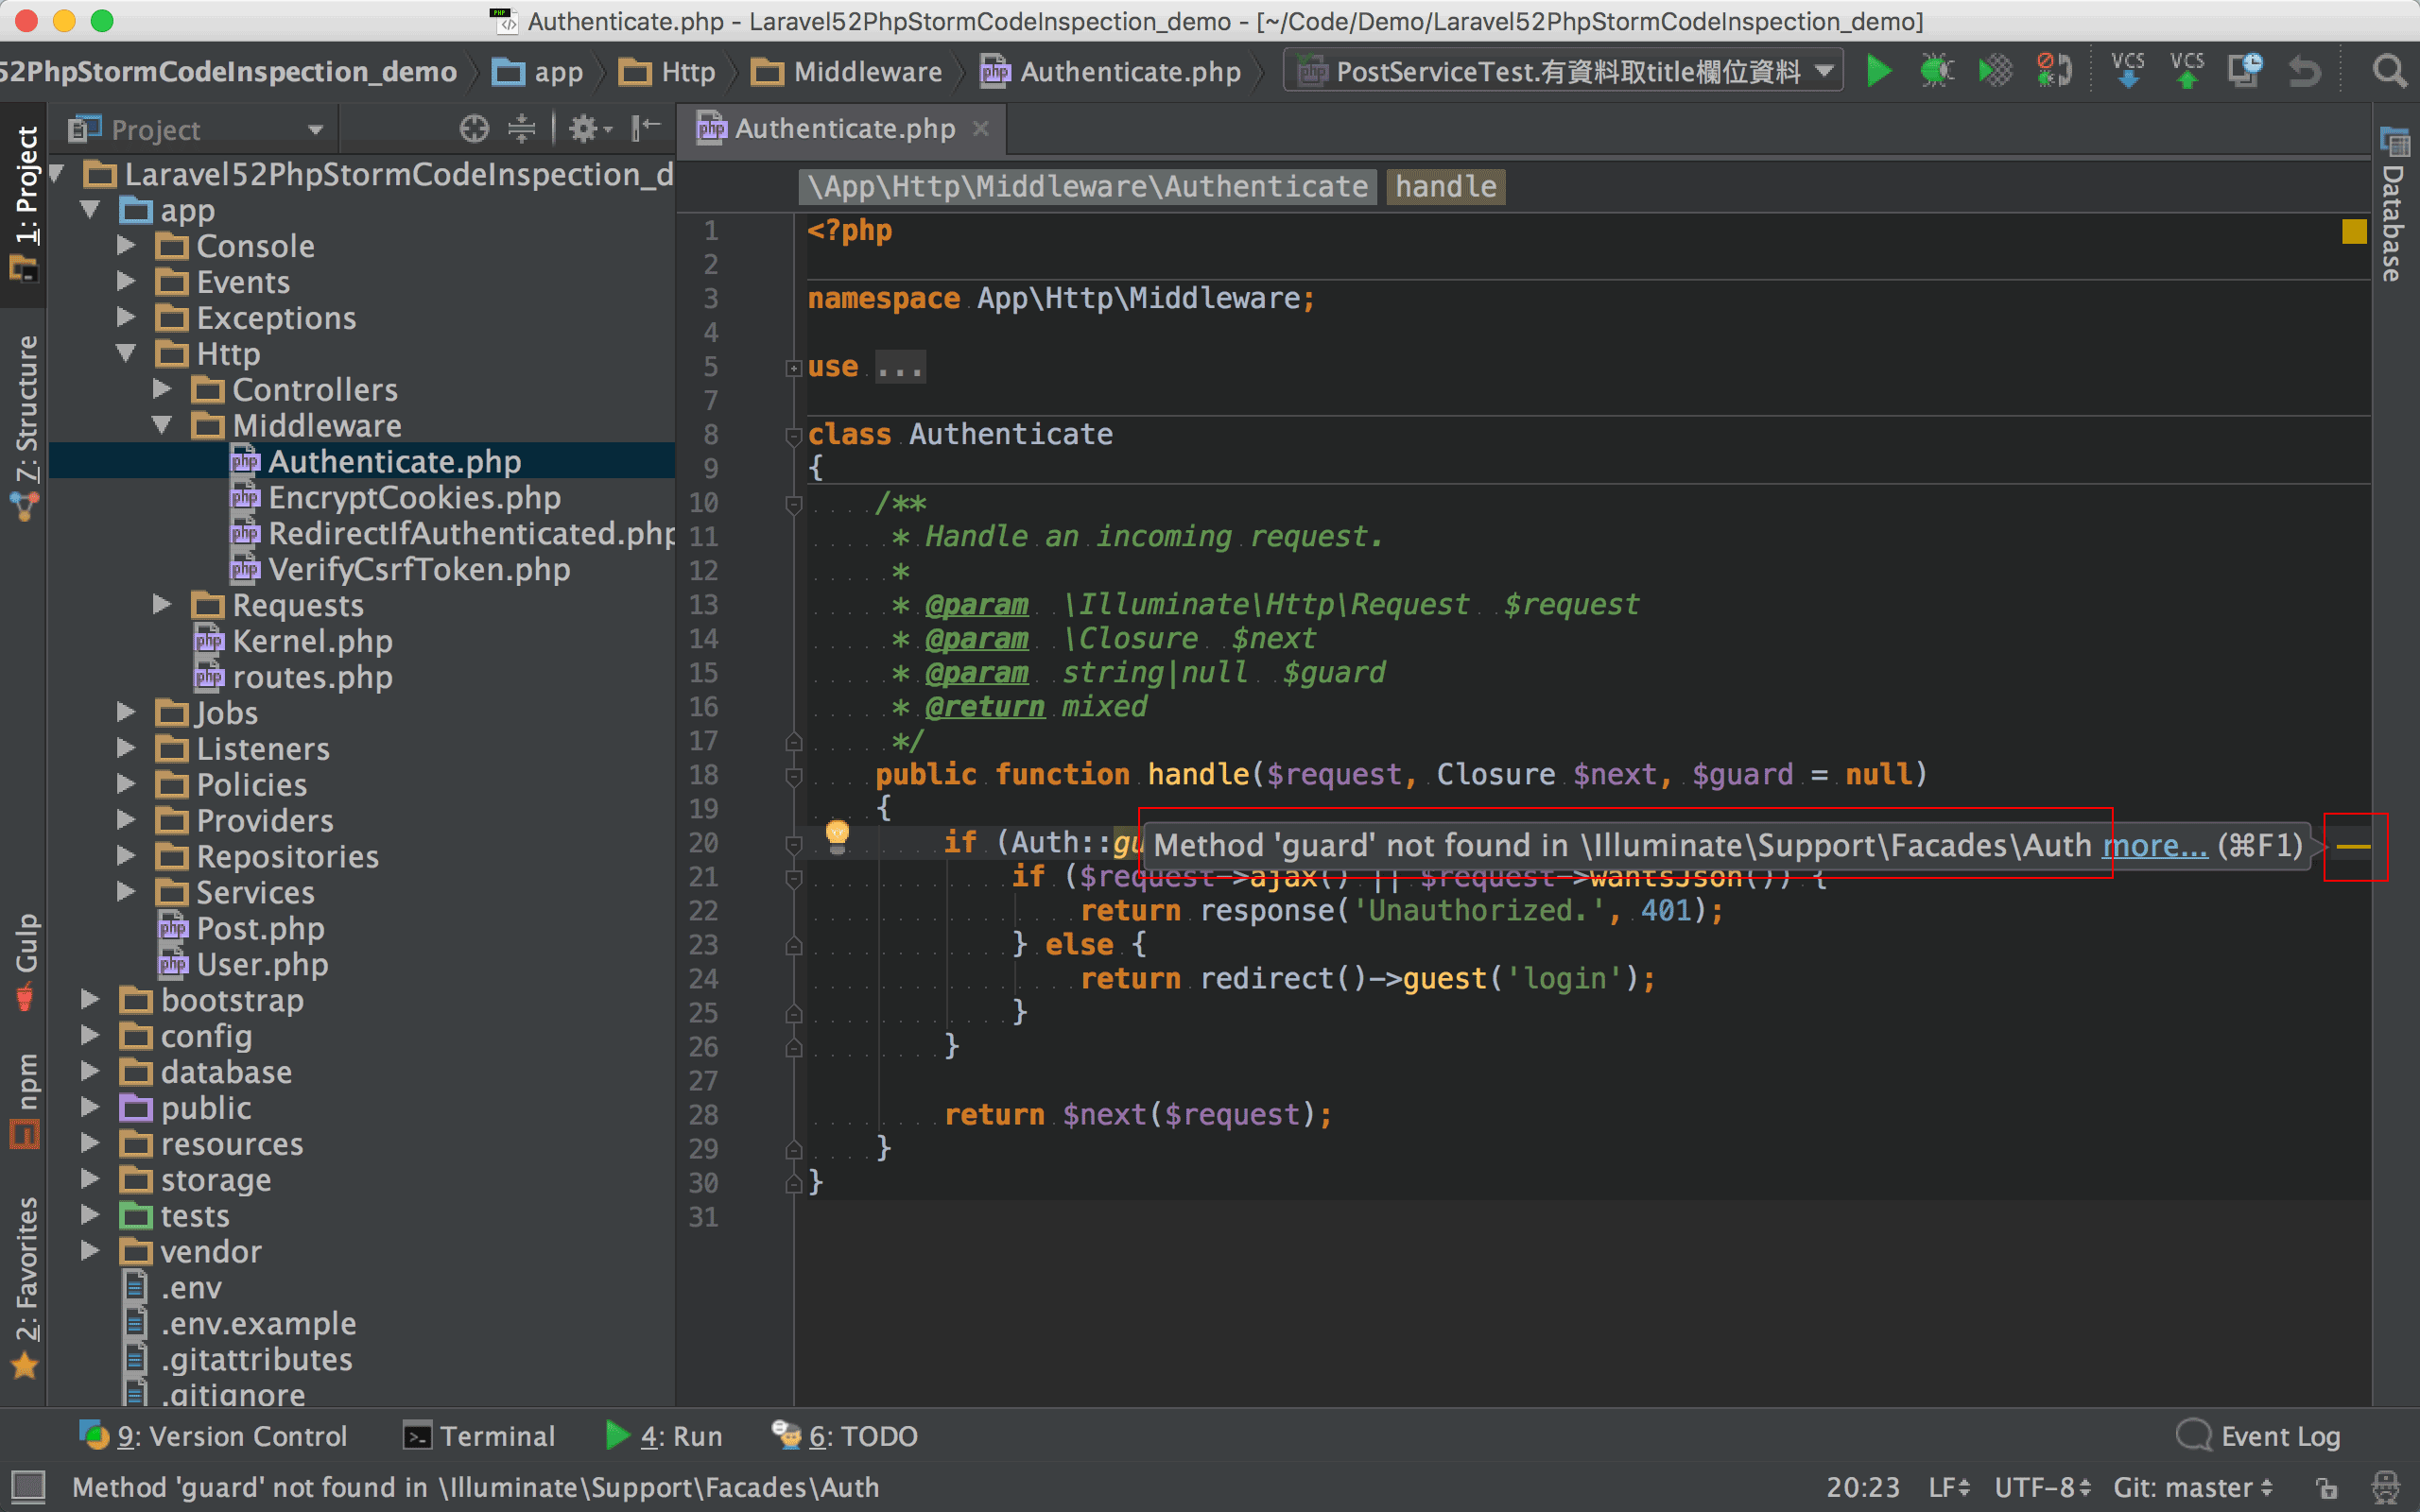 Authenticate.php - Laravel52PhpStormCodeInspection_demo - [~/Code/Demo/Laravel52PhpStormCodeInspection_demo]
52PhpStormCodeInspection_demo app Http Middleware Authenticate.php PostServiceTest.有資料取title欄位資料 VCS VCS
Project
Authenticate.php
1: Project
Z: Structure
Gulp
npm
2: Favorites
Database
Laravel52PhpStormCodeInspection_d
app
Console
Events
Exceptions
Http
Controllers
Middleware
Authenticate.php
EncryptCookies.php
RedirectIfAuthenticated.php
VerifyCsrfToken.php
Requests
Kernel.php
routes.php
Jobs
Listeners
Policies
Providers
Repositories
Services
Post.php
User.php
bootstrap
config
database
public
resources
storage
tests
vendor
.env
.env.example
.gitattributes
.gitignore
\App\Http\Middleware\Authenticate handle
1 <?php
2
3 namespace App\Http\Middleware;
4
5 use ...
7
8 class Authenticate
9 {
10 /**
11 * Handle an incoming request.
12 *
13 * @param \Illuminate\Http\Request $request
14 * @param \Closure $next
15 * @param string|null $guard
16 * @return mixed
17 */
18 public function handle($request, Closure $next, $guard = null)
19 {
20 if (Auth::gu
Method 'guard' not found in \Illuminate\Support\Facades\Auth more... (⌘F1)
21 if ($request->ajax() || $request->wantsJson()) {
22 return response('Unauthorized.', 401);
23 } else {
24 return redirect()->guest('login');
25 }
26 }
27
28 return $next($request);
29 }
30 }
31
9: Version Control Terminal 4: Run 6: TODO Event Log
Method 'guard' not found in \Illuminate\Support\Facades\Auth 20:23 LF UTF-8 Git: master